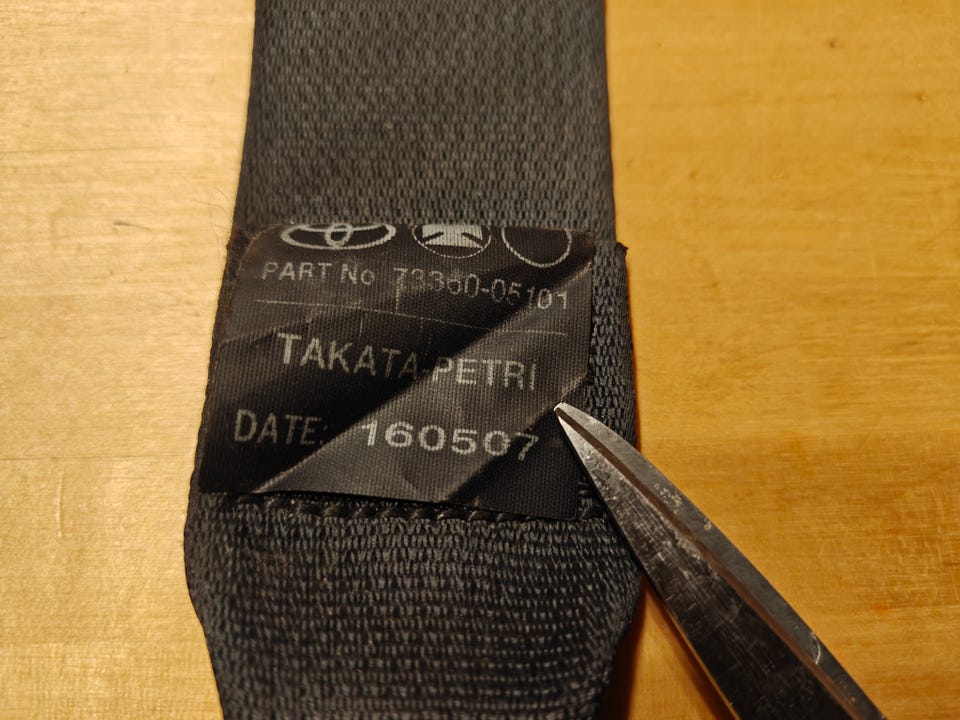 PART No 73360-05101
TAKATA-PETRI
DATE: 160507